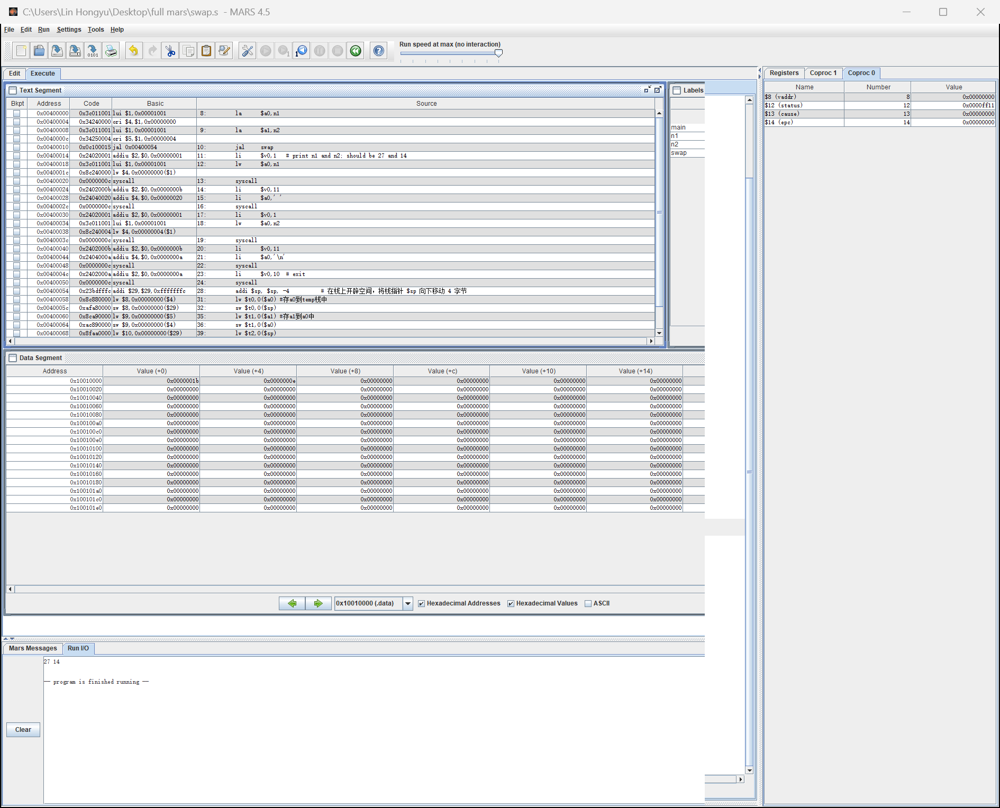 C:\Users\Lin Hongyu\Desktop\full mars\swap.s - MARS 4.5
File Edit Run Settings Tools Help
Run speed at max (no interaction)
Edit Execute
Text Segment
Bkpt Address Code Basic Source
0x00400000 0x3c011001 lui $1,0x00001001 8: la $a0,n1
0x00400004 0x34240000 ori $4,$1,0x00000000
0x00400008 0x3c011001 lui $1,0x00001001 9: la $a1,n2
0x0040000c 0x34250004 ori $5,$1,0x00000004
0x00400010 0x0c100015 jal 0x00400054 10: jal swap
0x00400014 0x24020001 addiu $2,$0,0x00000001 11: li $v0,1 # print n1 and n2; should be 27 and 14
0x00400018 0x3c011001 lui $1,0x00001001 12: lw $a0,n1
0x0040001c 0x8c240000 lw $4,0x00000000($1)
0x00400020 0x0000000c syscall 13: syscall
0x00400024 0x2402000b addiu $2,$0,0x0000000b 14: li $v0,11
0x00400028 0x24040020 addiu $4,$0,0x00000020 15: li $a0,' '
0x0040002c 0x0000000c syscall 16: syscall
0x00400030 0x24020001 addiu $2,$0,0x00000001 17: li $v0,1
0x00400034 0x3c011001 lui $1,0x00001001 18: lw $a0,n2
0x00400038 0x8c240004 lw $4,0x00000004($1)
0x0040003c 0x0000000c syscall 19: syscall
0x00400040 0x2402000b addiu $2,$0,0x0000000b 20: li $v0,11
0x00400044 0x2404000a addiu $4,$0,0x0000000a 21: li $a0,'\n'
0x00400048 0x0000000c syscall 22: syscall
0x0040004c 0x2402000a addiu $2,$0,0x0000000a 23: li $v0,10 # exit
0x00400050 0x0000000c syscall 24: syscall
0x00400054 0x23bdfffc addi $29,$29,0xfffffffc 28: addi $sp, $sp, -4 # 在栈上开辟空间，将栈指针 $sp 向下移动 4 字节
0x00400058 0x8c880000 lw $8,0x00000000($4) 31: lw $t0,0($a0) #存a0到temp栈中
0x0040005c 0xafa80000 sw $8,0x00000000($29) 32: sw $t0,0($sp)
0x00400060 0x8ca90000 lw $9,0x00000000($5) 35: lw $t1,0($a1) #存a1到a0中
0x00400064 0xac890000 sw $9,0x00000000($4) 36: sw $t1,0($a0)
0x00400068 0x8faa0000 lw $10,0x00000000($29) 39: lw $t2,0($sp)
Labels
main
n1
n2
swap
Data Segment
Address Value (+0) Value (+4) Value (+8) Value (+c) Value (+10) Value (+14)
0x10010000 0x0000001b 0x0000000e 0x00000000 0x00000000 0x00000000 0x00000000
0x10010020 0x00000000 0x00000000 0x00000000 0x00000000 0x00000000 0x00000000
0x10010040 0x00000000 0x00000000 0x00000000 0x00000000 0x00000000 0x00000000
0x10010060 0x00000000 0x00000000 0x00000000 0x00000000 0x00000000 0x00000000
0x10010080 0x00000000 0x00000000 0x00000000 0x00000000 0x00000000 0x00000000
0x100100a0 0x00000000 0x00000000 0x00000000 0x00000000 0x00000000 0x00000000
0x100100c0 0x00000000 0x00000000 0x00000000 0x00000000 0x00000000 0x00000000
0x100100e0 0x00000000 0x00000000 0x00000000 0x00000000 0x00000000 0x00000000
0x10010100 0x00000000 0x00000000 0x00000000 0x00000000 0x00000000 0x00000000
0x10010120 0x00000000 0x00000000 0x00000000 0x00000000 0x00000000 0x00000000
0x10010140 0x00000000 0x00000000 0x00000000 0x00000000 0x00000000 0x00000000
0x10010160 0x00000000 0x00000000 0x00000000 0x00000000 0x00000000 0x00000000
0x10010180 0x00000000 0x00000000 0x00000000 0x00000000 0x00000000 0x00000000
0x100101a0 0x00000000 0x00000000 0x00000000 0x00000000 0x00000000 0x00000000
0x100101c0 0x00000000 0x00000000 0x00000000 0x00000000 0x00000000 0x00000000
0x100101e0 0x00000000 0x00000000 0x00000000 0x00000000 0x00000000 0x00000000
0x10010000 (.data) Hexadecimal Addresses Hexadecimal Values ASCII
Mars Messages Run I/O
27 14
-- program is finished running --
Clear
Registers Coproc 1 Coproc 0
Name Number Value
$8 (vaddr) 8 0x00000000
$12 (status) 12 0x0000ff11
$13 (cause) 13 0x00000000
$14 (epc) 14 0x00000000